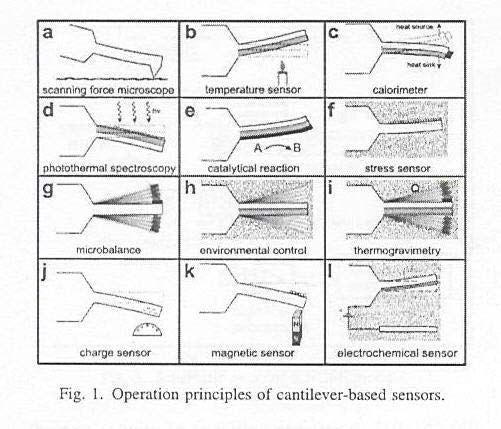 a
scanning force microscope
b
temperature sensor
c
heat source
heat sink
calorimeter
d
hν
photothermal spectroscopy
e
A B
catalytical reaction
f
stress sensor
g
microbalance
h
environmental control
i
Q
thermogravimetry
j
charge sensor
k
N
S
magnetic sensor
l
electrochemical sensor
Fig. 1. Operation principles of cantilever-based sensors.